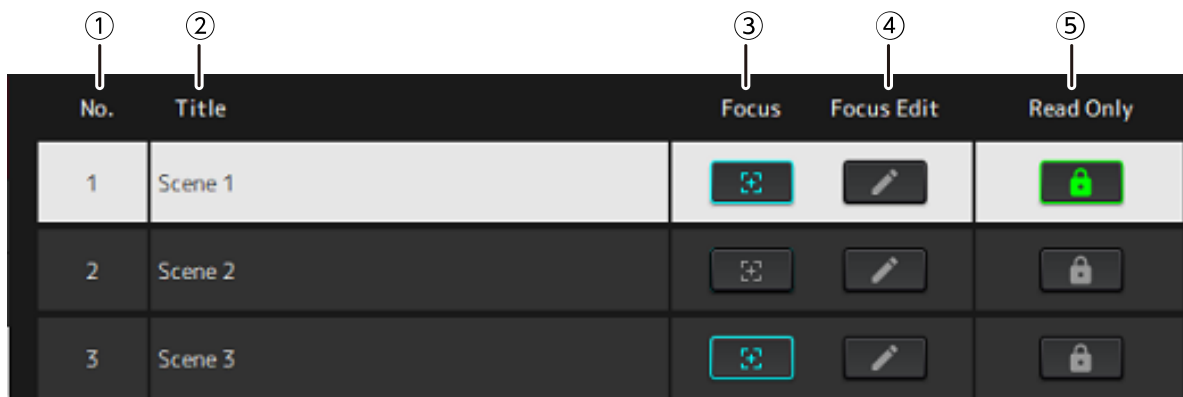 ① ② ③ ④ ⑤
No. Title Focus Focus Edit Read Only
1 Scene 1
2 Scene 2
3 Scene 3